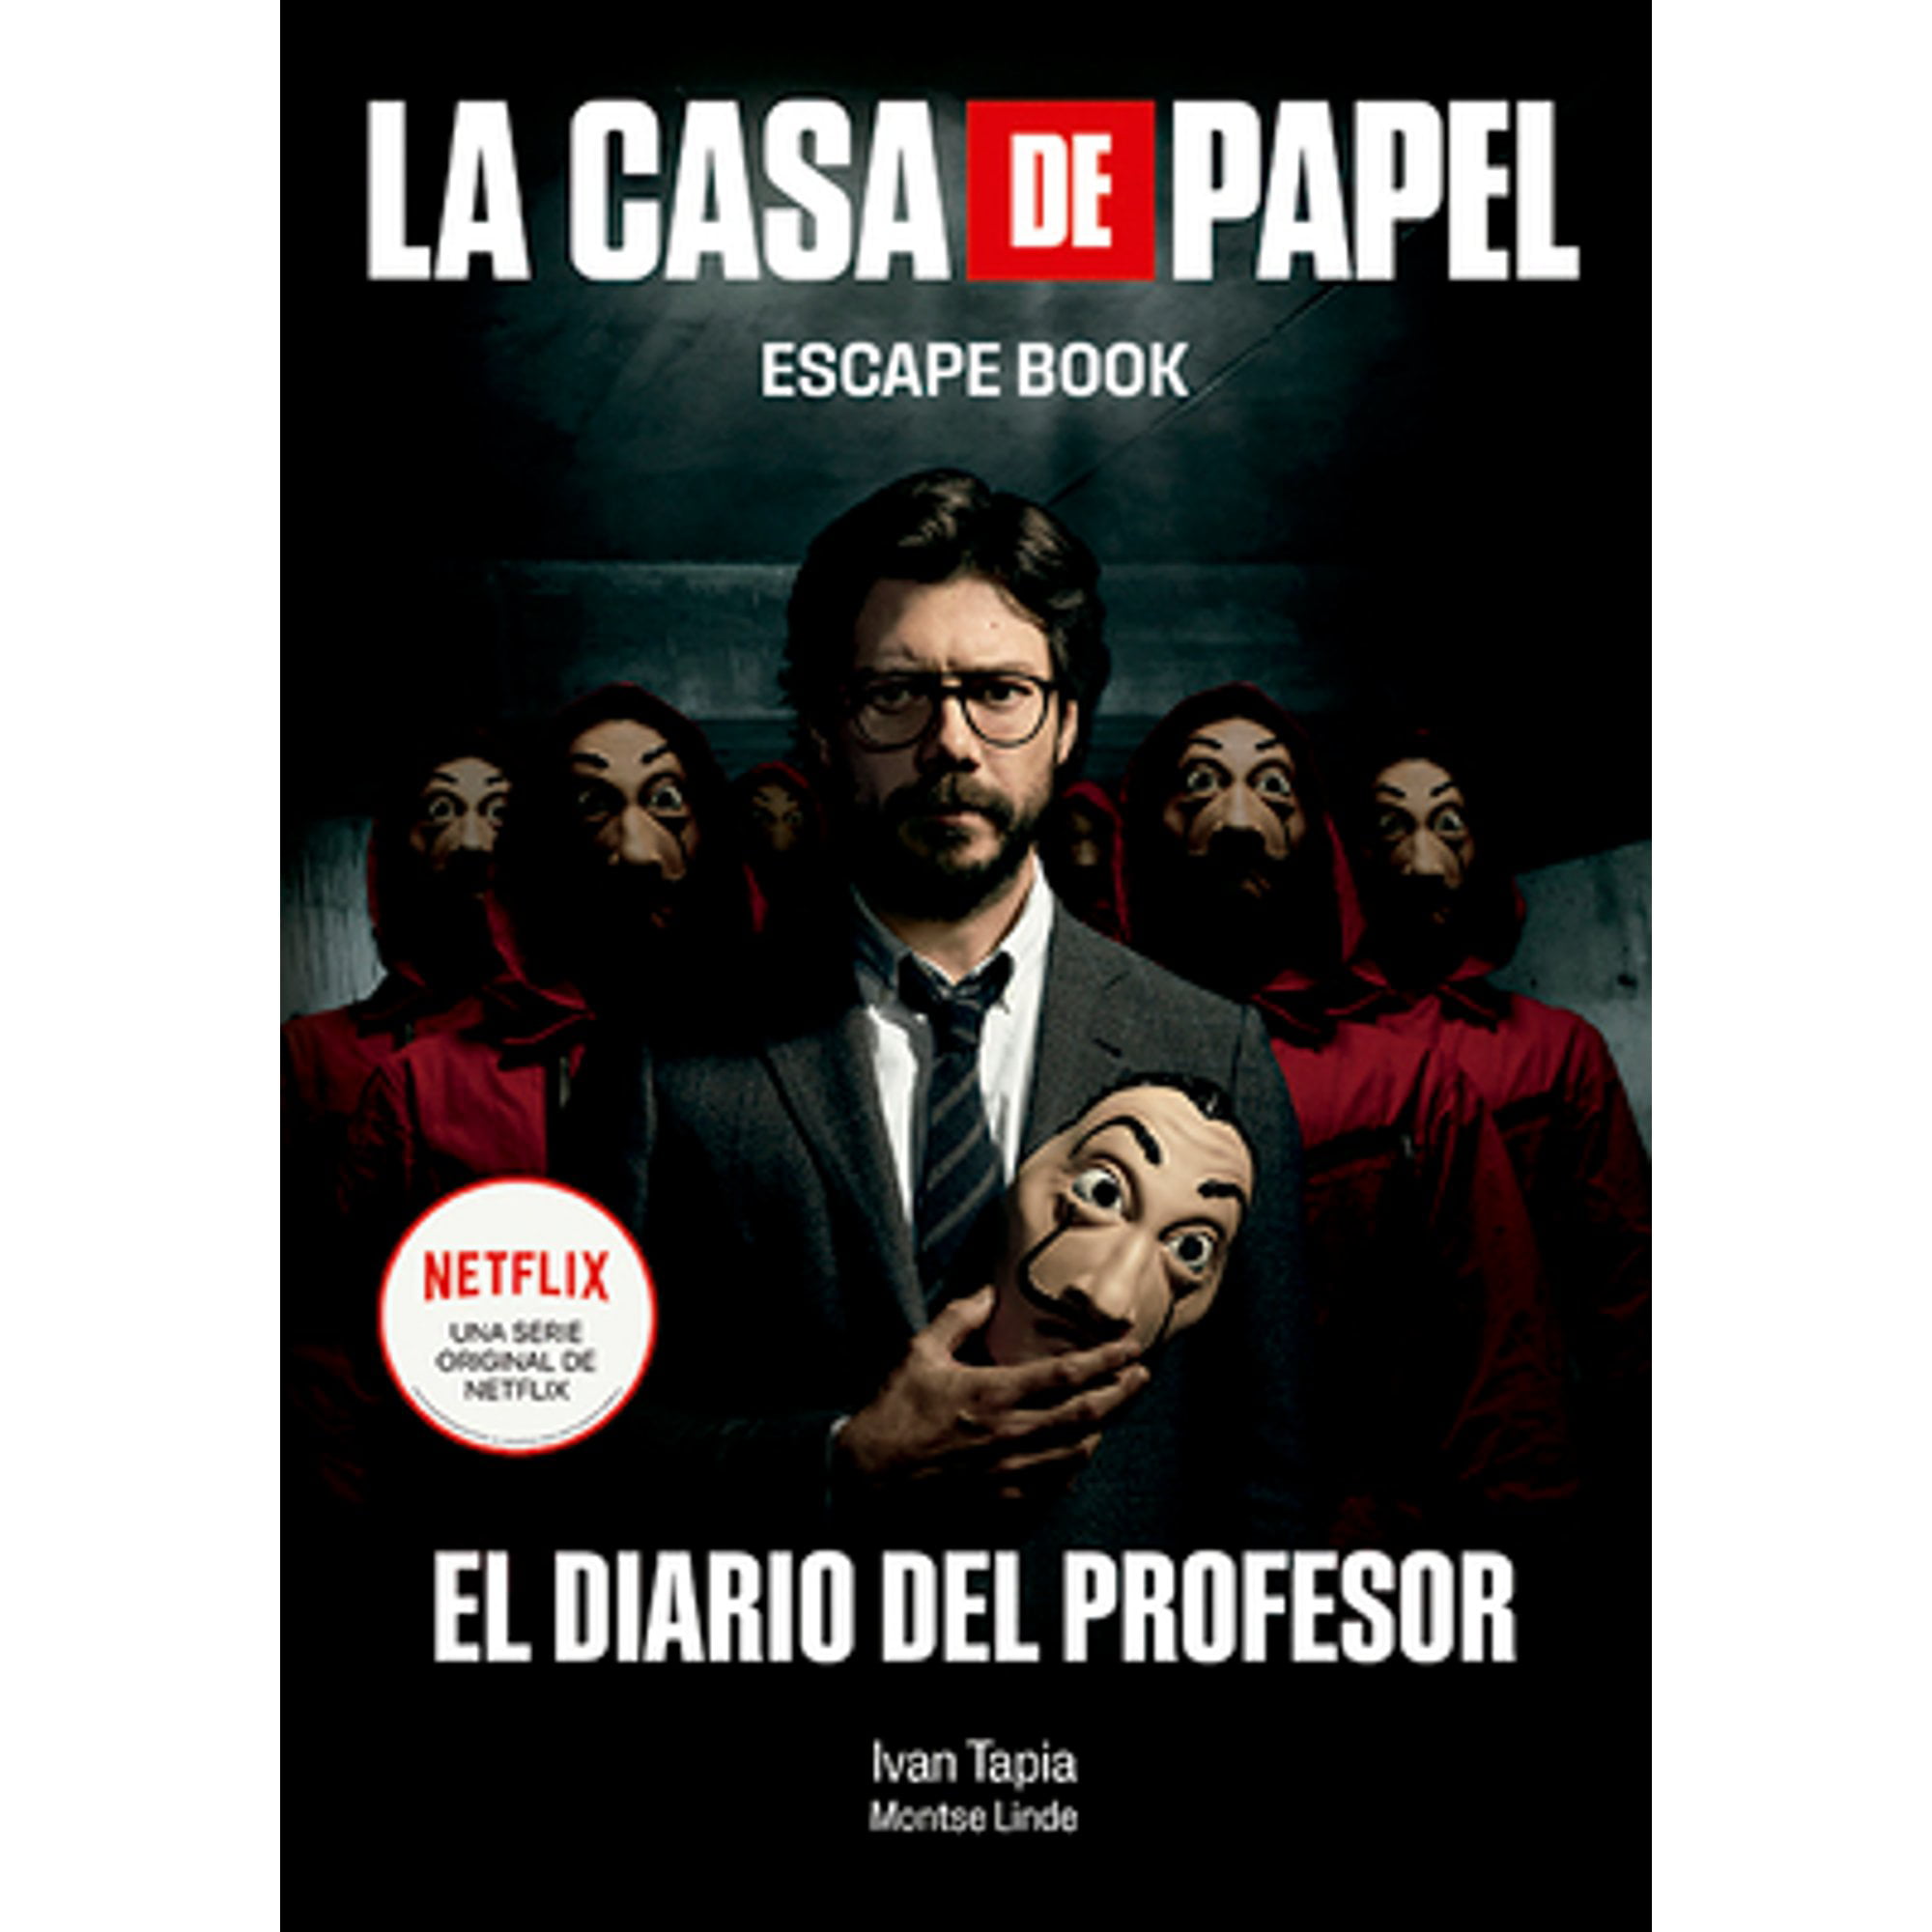 LA CASA DE PAPEL
ESCAPE BOOK
NETFLIX
UNA SERIE
ORIGINAL DE
NETFLIX
EL DIARIO DEL PROFESOR
Ivan Tapia
Montse Linde